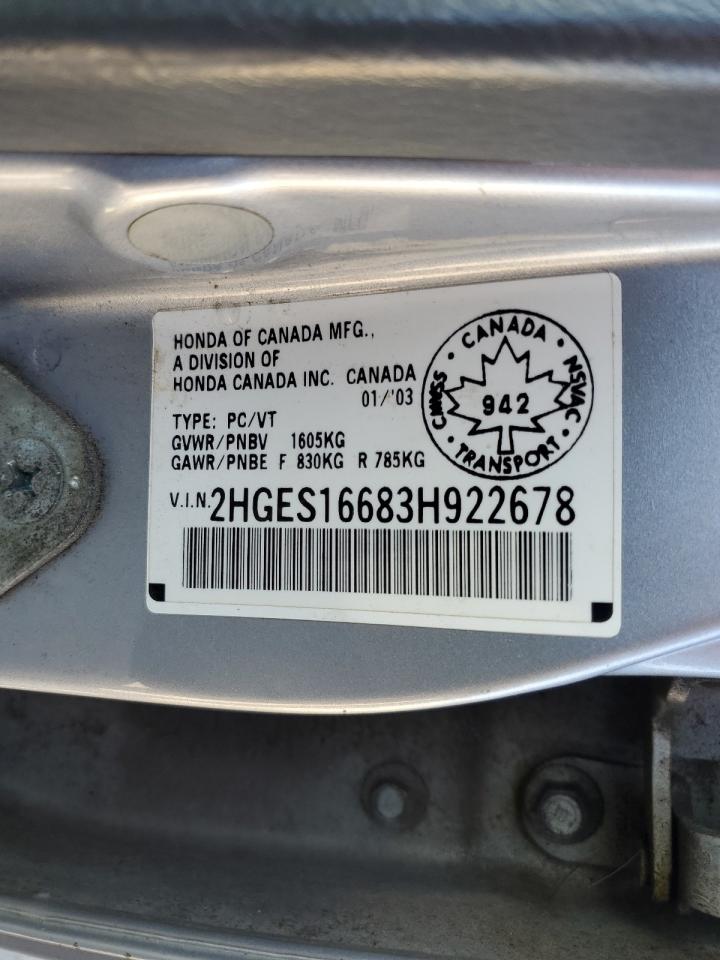 HONDA OF CANADA MFG.,
A DIVISION OF
HONDA CANADA INC. CANADA
01/'03
TYPE: PC/VT
GVWR/PNBV 1605KG
GAWR/PNBE F 830KG R 785KG
V.I.N. 2HGES16683H922678
CANADA
CMVSS
NSVAC
942
TRANSPORT